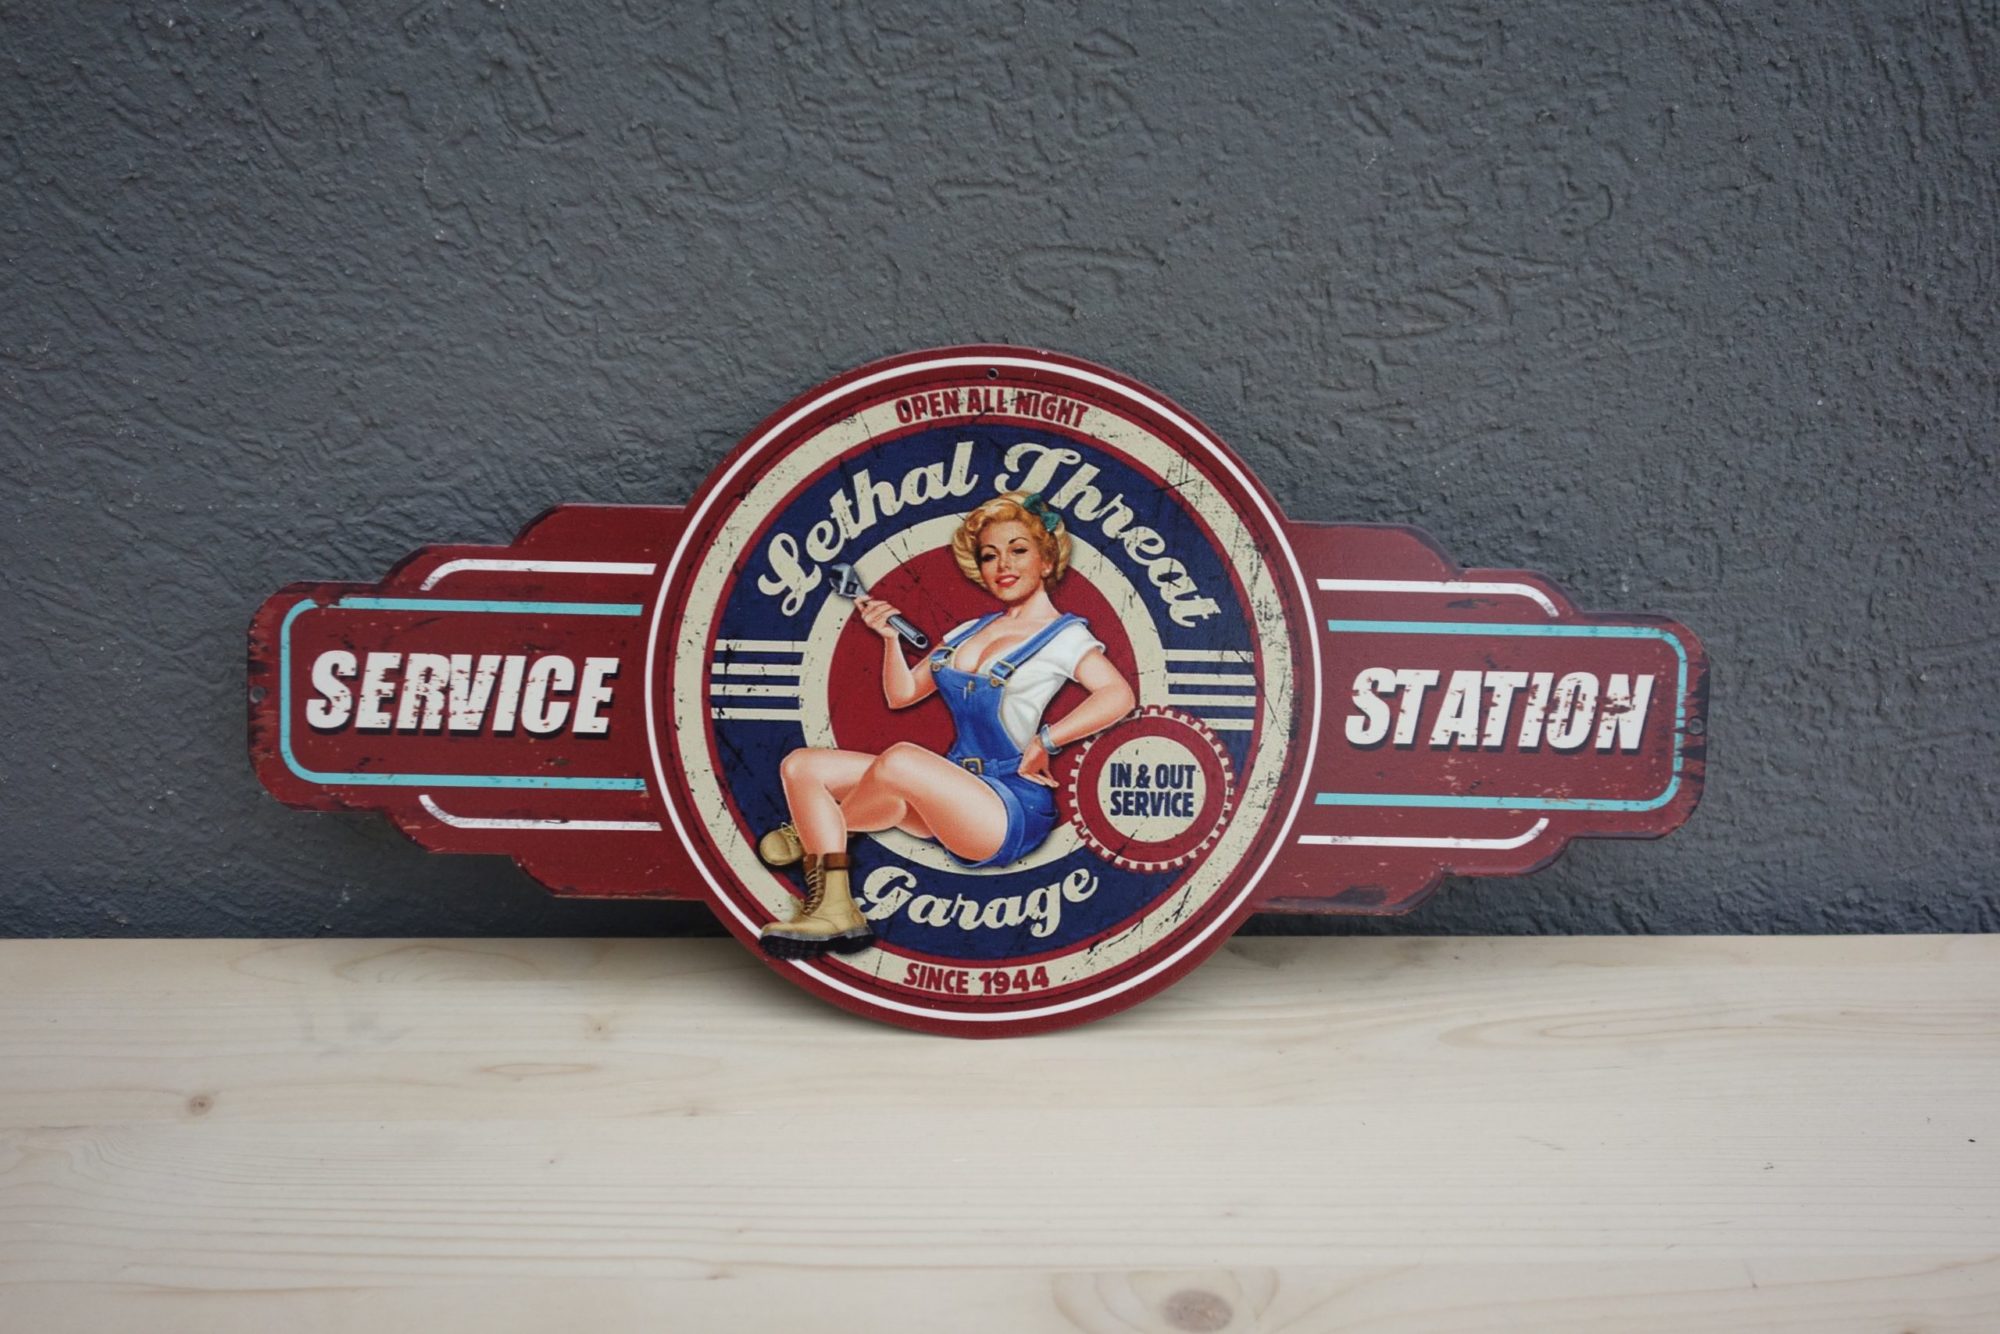 OPEN ALL NIGHT
Lethal Threat
SERVICE
STATION
IN & OUT
SERVICE
Garage
SINCE 1944